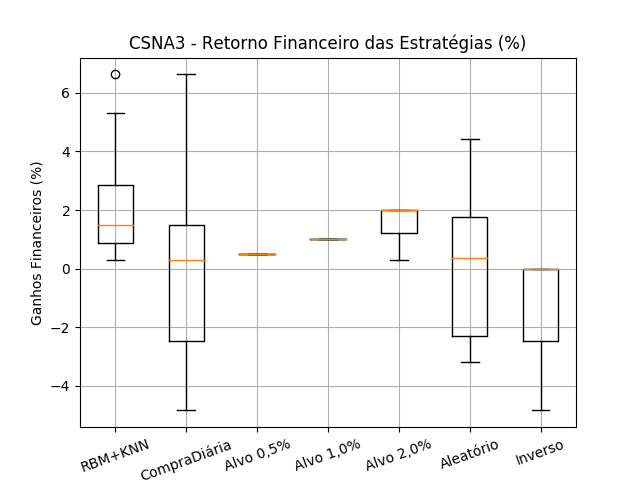 CSNA3 - Retorno Financeiro das Estratégias (%)
Ganhos Financeiros (%)
6
4
2
0
−2
−4
RBM+KNN
CompraDiária
Alvo 0,5%
Alvo 1,0%
Alvo 2,0%
Aleatório
Inverso